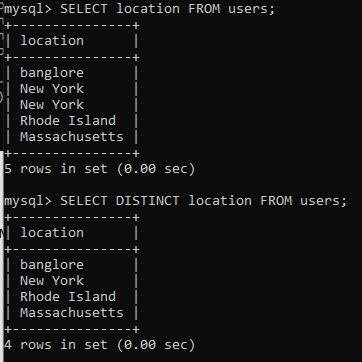 mysql> SELECT location FROM users;
+---------------+
| location      |
+---------------+
| banglore      |
| New York      |
| New York      |
| Rhode Island  |
| Massachusetts |
+---------------+
5 rows in set (0.00 sec)

mysql> SELECT DISTINCT location FROM users;
+---------------+
| location      |
+---------------+
| banglore      |
| New York      |
| Rhode Island  |
| Massachusetts |
+---------------+
4 rows in set (0.00 sec)